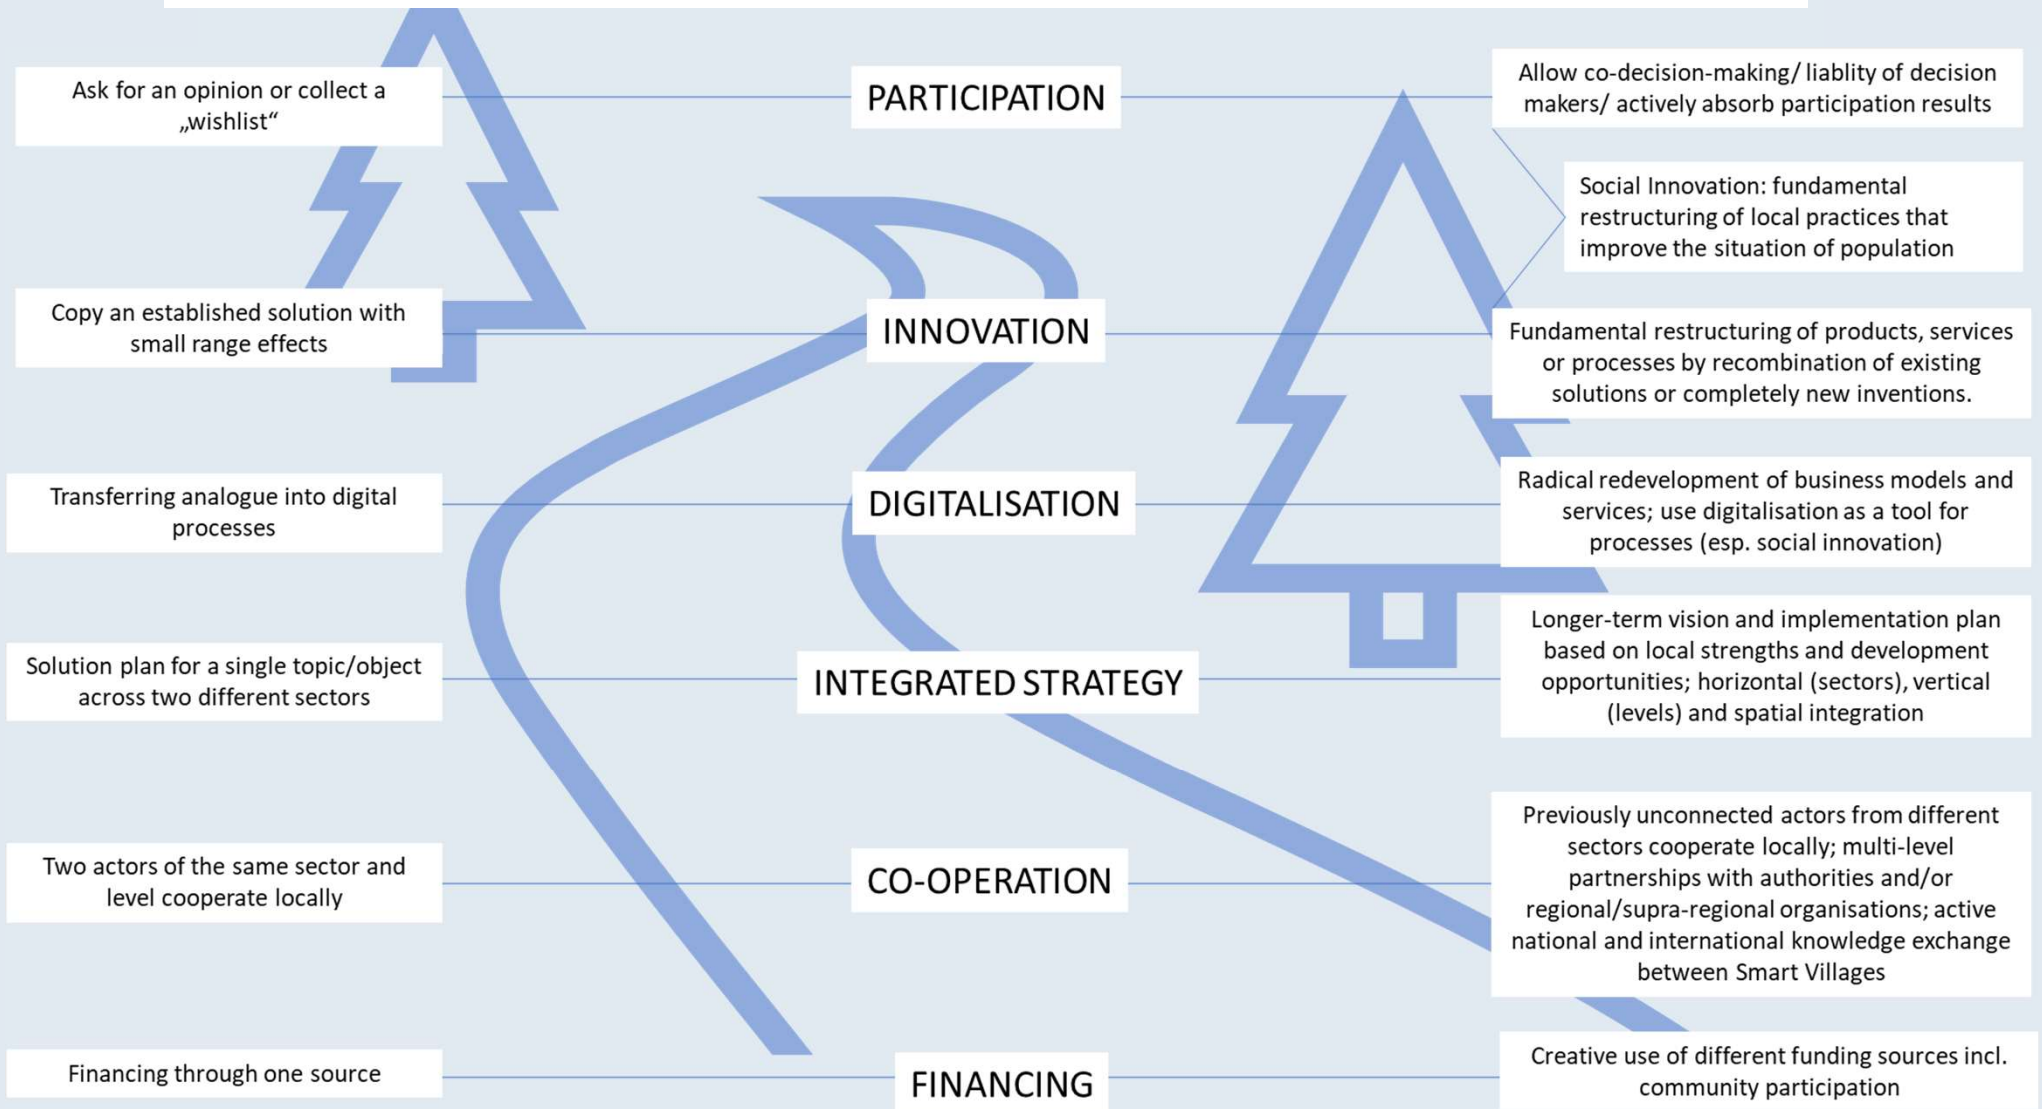 Ask for an opinion or collect a
„wishlist“
PARTICIPATION
Allow co-decision-making/ liablity of decision
makers/ actively absorb participation results
Social Innovation: fundamental
restructuring of local practices that
improve the situation of population
Copy an established solution with
small range effects
INNOVATION
Fundamental restructuring of products, services
or processes by recombination of existing
solutions or completely new inventions.
Transferring analogue into digital
processes
DIGITALISATION
Radical redevelopment of business models and
services; use digitalisation as a tool for
processes (esp. social innovation)
Solution plan for a single topic/object
across two different sectors
INTEGRATED STRATEGY
Longer-term vision and implementation plan
based on local strengths and development
opportunities; horizontal (sectors), vertical
(levels) and spatial integration
Two actors of the same sector and
level cooperate locally
CO-OPERATION
Previously unconnected actors from different
sectors cooperate locally; multi-level
partnerships with authorities and/or
regional/supra-regional organisations; active
national and international knowledge exchange
between Smart Villages
Financing through one source
FINANCING
Creative use of different funding sources incl.
community participation